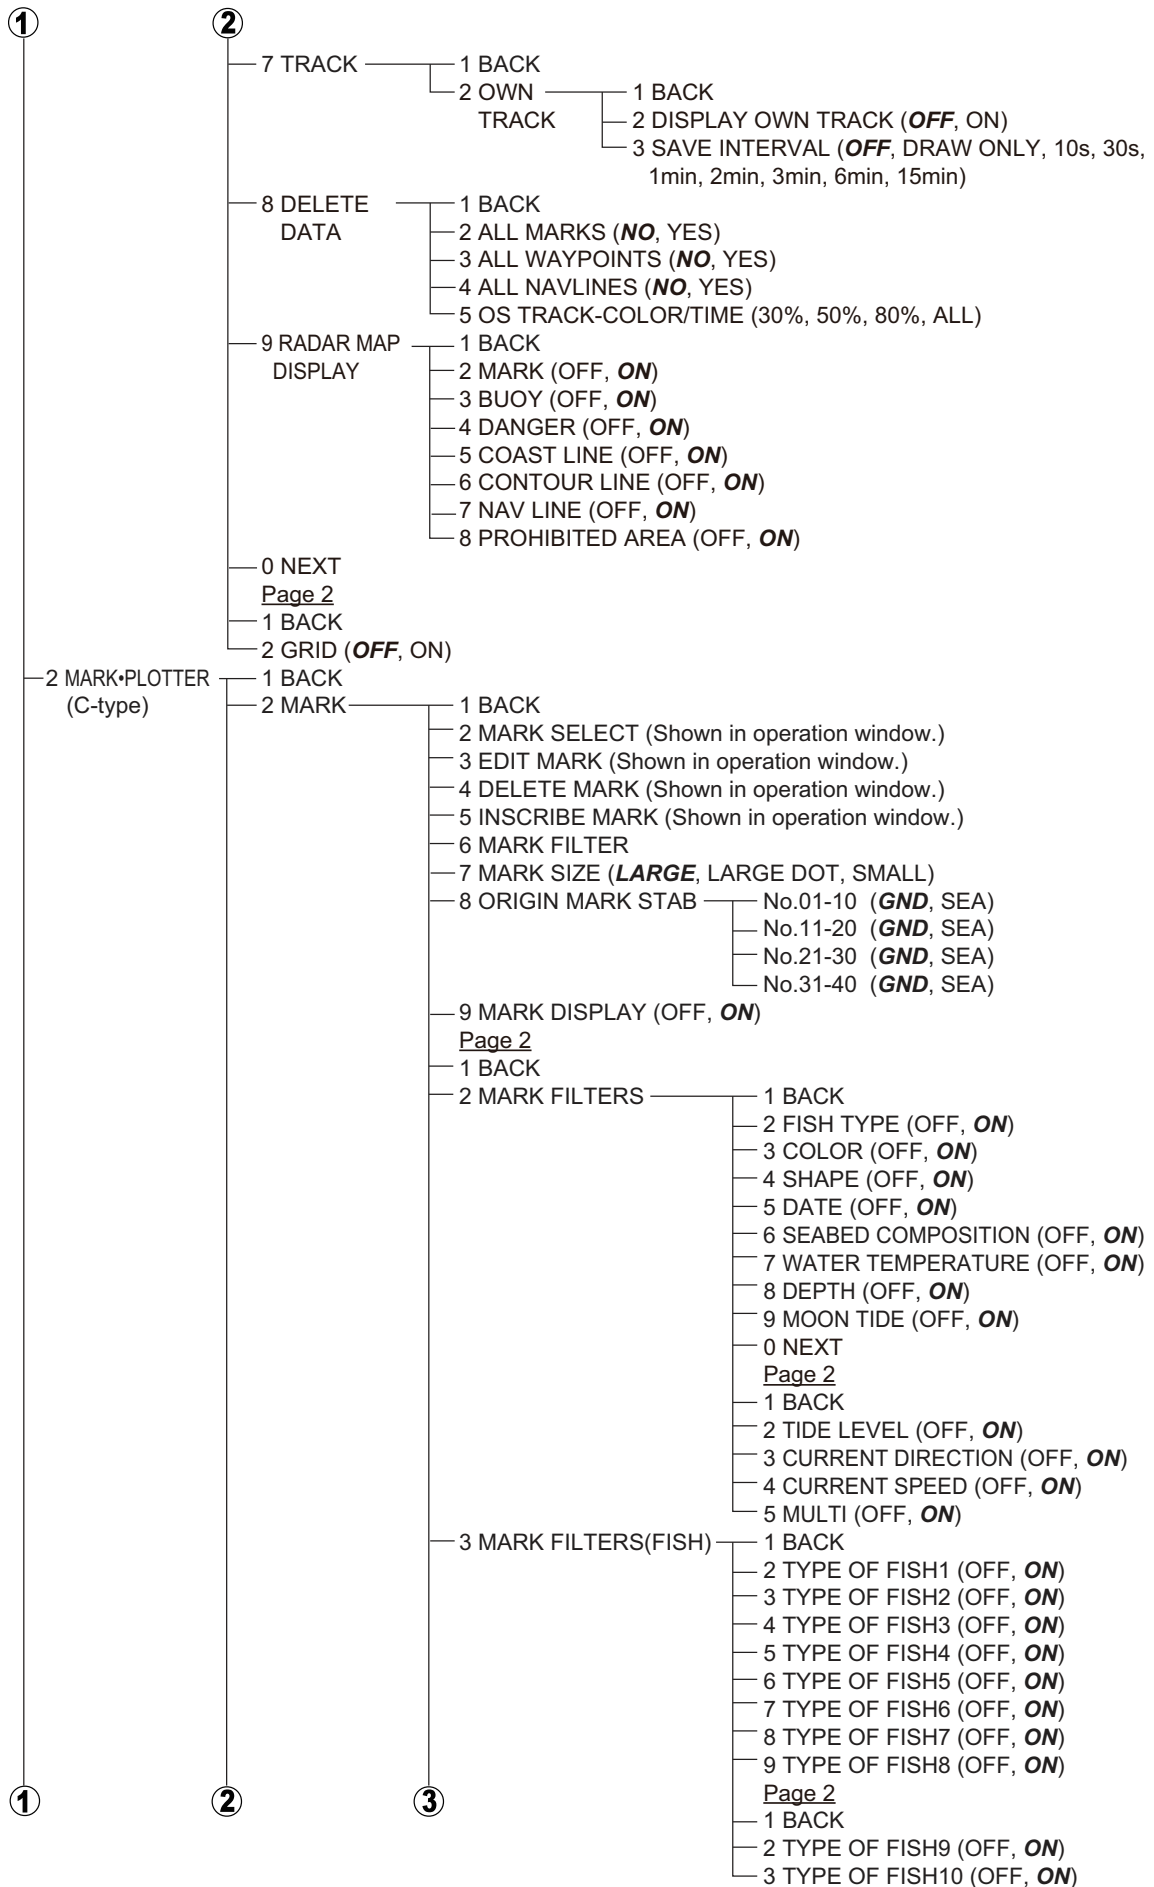 1 2
7 TRACK 1 BACK
2 OWN 1 BACK
TRACK 2 DISPLAY OWN TRACK (OFF, ON)
3 SAVE INTERVAL (OFF, DRAW ONLY, 10s, 30s,
1min, 2min, 3min, 6min, 15min)
8 DELETE 1 BACK
DATA 2 ALL MARKS (NO, YES)
3 ALL WAYPOINTS (NO, YES)
4 ALL NAVLINES (NO, YES)
5 OS TRACK-COLOR/TIME (30%, 50%, 80%, ALL)
9 RADAR MAP 1 BACK
DISPLAY 2 MARK (OFF, ON)
3 BUOY (OFF, ON)
4 DANGER (OFF, ON)
5 COAST LINE (OFF, ON)
6 CONTOUR LINE (OFF, ON)
7 NAV LINE (OFF, ON)
8 PROHIBITED AREA (OFF, ON)
0 NEXT
Page 2
1 BACK
2 GRID (OFF, ON)
2 MARK•PLOTTER 1 BACK
(C-type) 2 MARK 1 BACK
2 MARK SELECT (Shown in operation window.)
3 EDIT MARK (Shown in operation window.)
4 DELETE MARK (Shown in operation window.)
5 INSCRIBE MARK (Shown in operation window.)
6 MARK FILTER
7 MARK SIZE (LARGE, LARGE DOT, SMALL)
8 ORIGIN MARK STAB No.01-10 (GND, SEA)
No.11-20 (GND, SEA)
No.21-30 (GND, SEA)
No.31-40 (GND, SEA)
9 MARK DISPLAY (OFF, ON)
Page 2
1 BACK
2 MARK FILTERS 1 BACK
2 FISH TYPE (OFF, ON)
3 COLOR (OFF, ON)
4 SHAPE (OFF, ON)
5 DATE (OFF, ON)
6 SEABED COMPOSITION (OFF, ON)
7 WATER TEMPERATURE (OFF, ON)
8 DEPTH (OFF, ON)
9 MOON TIDE (OFF, ON)
0 NEXT
Page 2
1 BACK
2 TIDE LEVEL (OFF, ON)
3 CURRENT DIRECTION (OFF, ON)
4 CURRENT SPEED (OFF, ON)
5 MULTI (OFF, ON)
3 MARK FILTERS(FISH) 1 BACK
2 TYPE OF FISH1 (OFF, ON)
3 TYPE OF FISH2 (OFF, ON)
4 TYPE OF FISH3 (OFF, ON)
5 TYPE OF FISH4 (OFF, ON)
6 TYPE OF FISH5 (OFF, ON)
7 TYPE OF FISH6 (OFF, ON)
8 TYPE OF FISH7 (OFF, ON)
9 TYPE OF FISH8 (OFF, ON)
Page 2
1 BACK
2 TYPE OF FISH9 (OFF, ON)
3 TYPE OF FISH10 (OFF, ON)
1 2 3